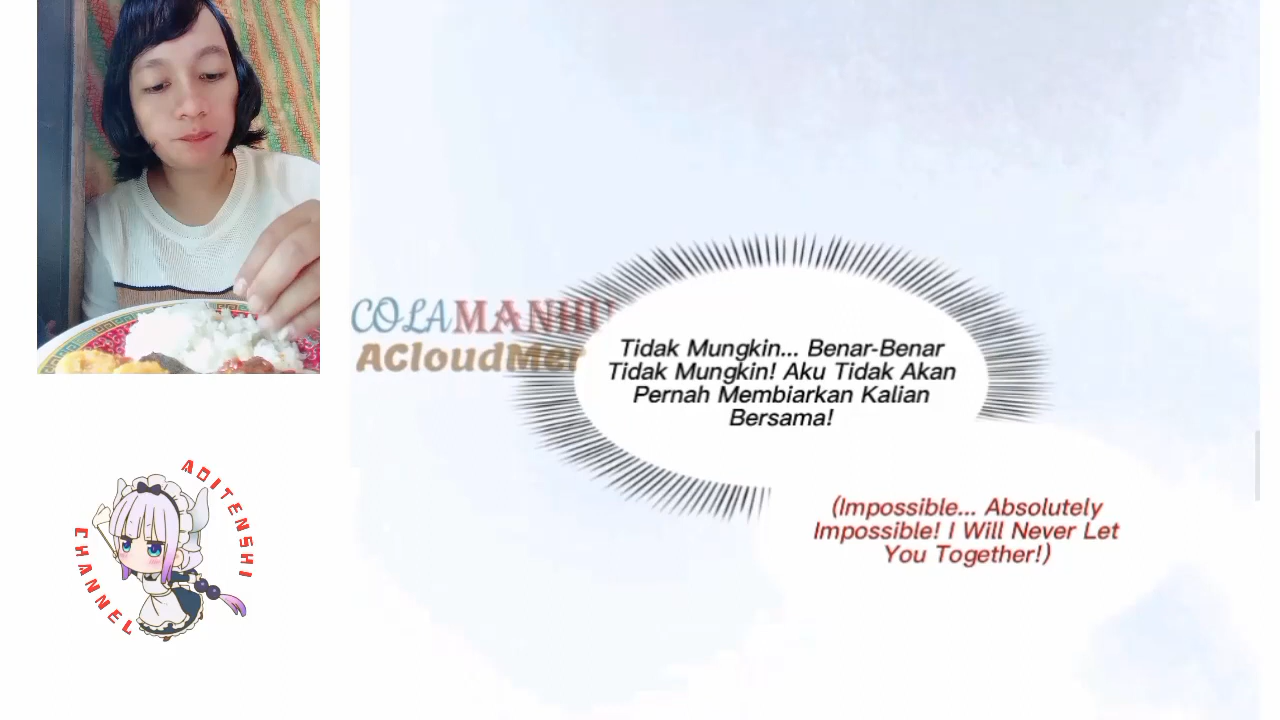 COLAMANHU
ACloudMer
Tidak Mungkin... Benar-Benar
Tidak Mungkin! Aku Tidak Akan
Pernah Membiarkan Kalian
Bersama!
(Impossible... Absolutely
Impossible! I Will Never Let
You Together!)
ADITENSHI
CHANNEL